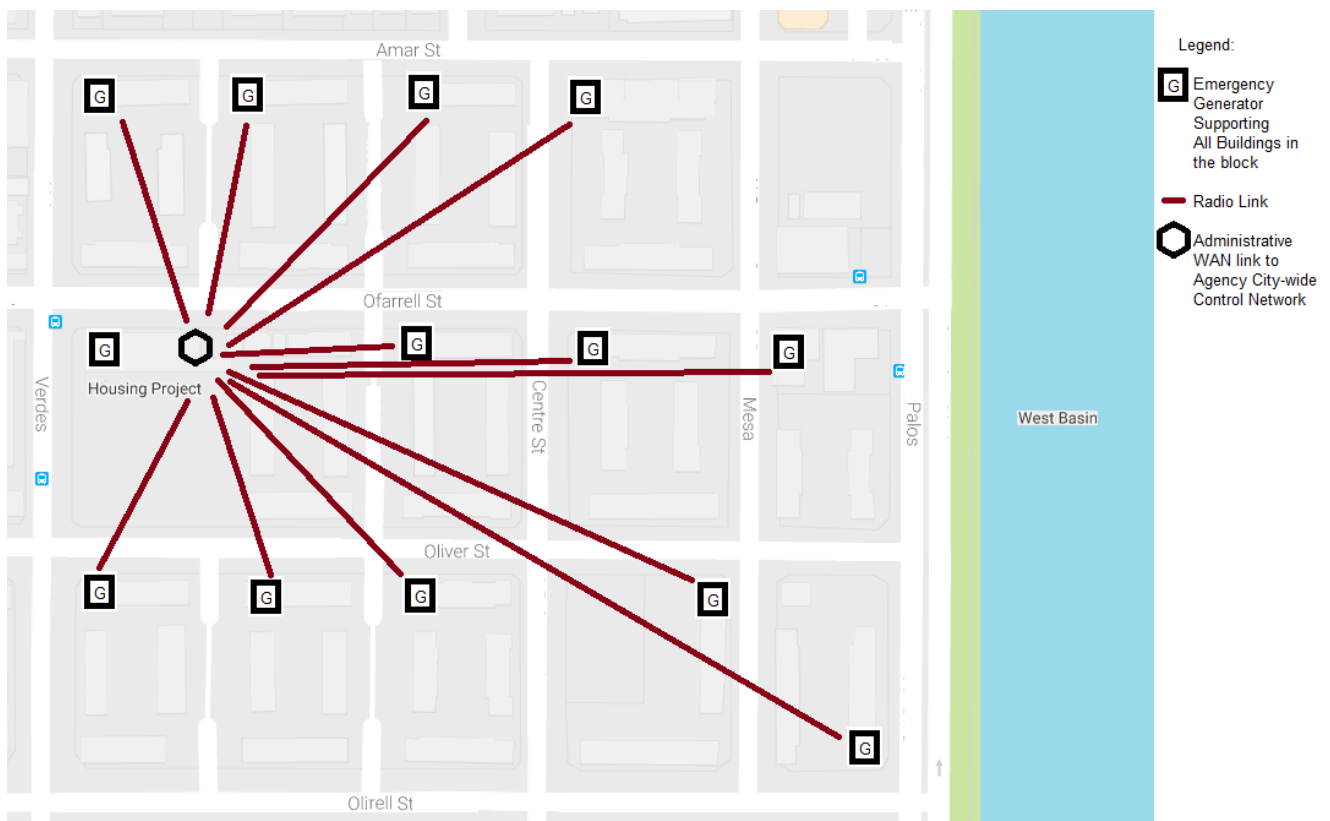 Amar St
G
G
G
G
Ofarrell St
G
G
G
G
Housing Project
Verdes
Centre St
Mesa
Palos
West Basin
Oliver St
G
G
G
G
G
Olirell St
Legend:
G
Emergency
Generator
Supporting
All Buildings in
the block
Radio Link
Administrative
WAN link to
Agency City-wide
Control Network